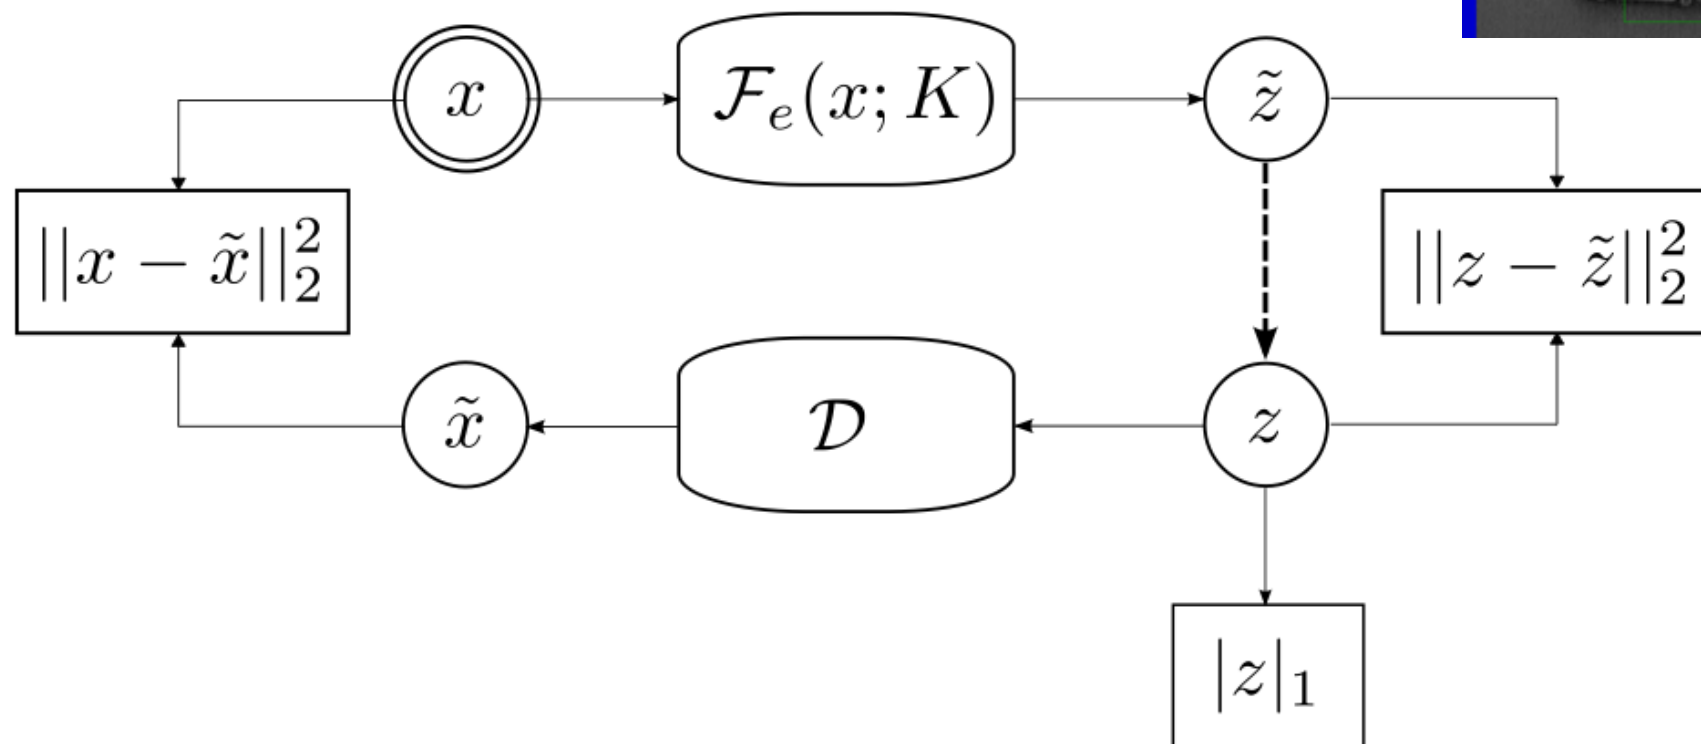 x
𝓕ₑ(x; K)
z̃
||x − x̃||₂²
||z − z̃||₂²
x̃
𝓓
z
|z|₁